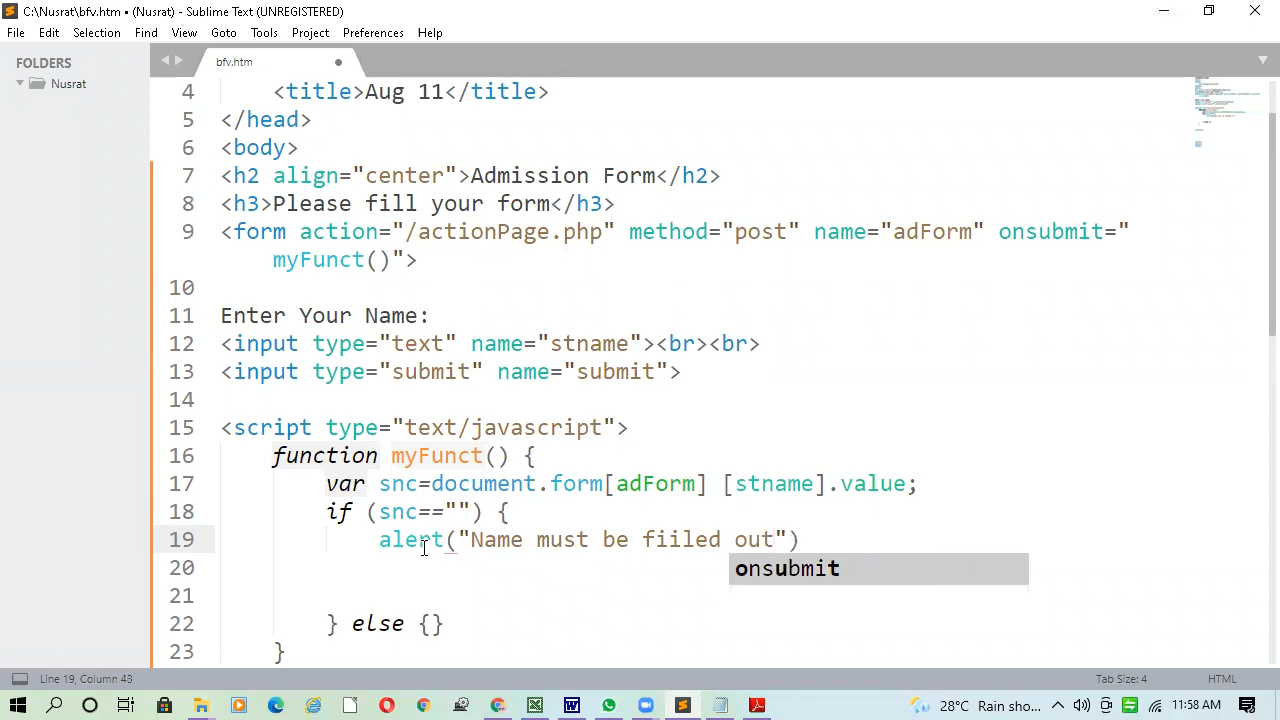 C:\Nusrat\bfv.htm • (Nusrat) - Sublime Text (UNREGISTERED)
File Edit Selection Find View Goto Tools Project Preferences Help
FOLDERS
Nusrat
bfv.htm
4 <title>Aug 11</title>
5 </head>
6 <body>
7 <h2 align="center">Admission Form</h2>
8 <h3>Please fill your form</h3>
9 <form action="/actionPage.php" method="post" name="adForm" onsubmit="
myFunct()">
10
11 Enter Your Name:
12 <input type="text" name="stname"><br><br>
13 <input type="submit" name="submit">
14
15 <script type="text/javascript">
16 function myFunct() {
17 var snc=document.form[adForm] [stname].value;
18 if (snc=="") {
19 alert("Name must be fiiled out")
onsubmit
20
21
22 } else {}
23 }
Line 19, Column 43
Tab Size: 4
HTML
28°C Rain sho...
11:58 AM